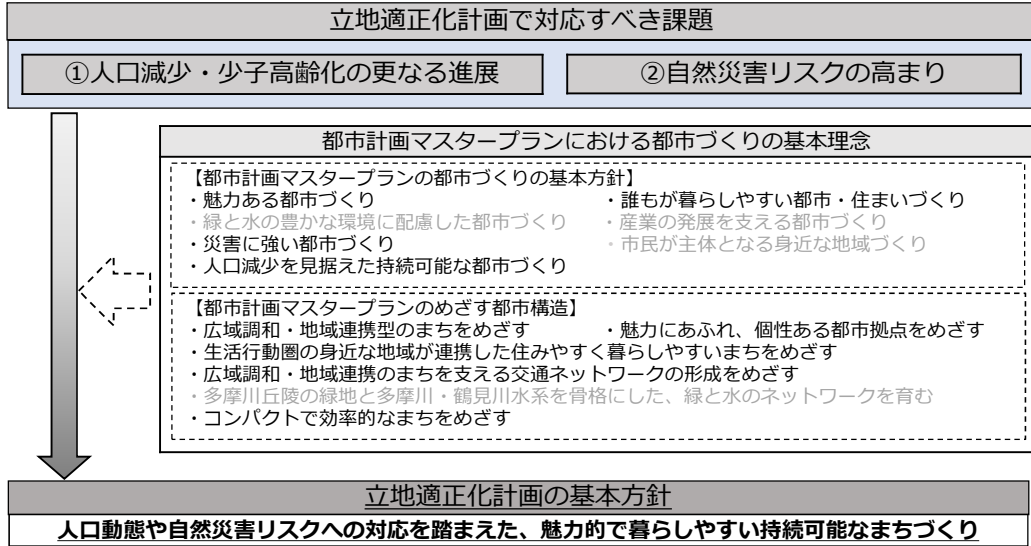 立地適正化計画で対応すべき課題
①人口減少・少子高齢化の更なる進展
②自然災害リスクの高まり
都市計画マスタープランにおける都市づくりの基本理念
【都市計画マスタープランの都市づくりの基本方針】
・魅力ある都市づくり ・誰もが暮らしやすい都市・住まいづくり
・緑と水の豊かな環境に配慮した都市づくり ・産業の発展を支える都市づくり
・災害に強い都市づくり ・市民が主体となる身近な地域づくり
・人口減少を見据えた持続可能な都市づくり
【都市計画マスタープランのめざす都市構造】
・広域調和・地域連携型のまちをめざす ・魅力にあふれ、個性ある都市拠点をめざす
・生活行動圏の身近な地域が連携した住みやすく暮らしやすいまちをめざす
・広域調和・地域連携のまちを支える交通ネットワークの形成をめざす
・多摩川丘陵の緑地と多摩川・鶴見川水系を骨格にした、緑と水のネットワークを育む
・コンパクトで効率的なまちをめざす
立地適正化計画の基本方針
人口動態や自然災害リスクへの対応を踏まえた、魅力的で暮らしやすい持続可能なまちづくり